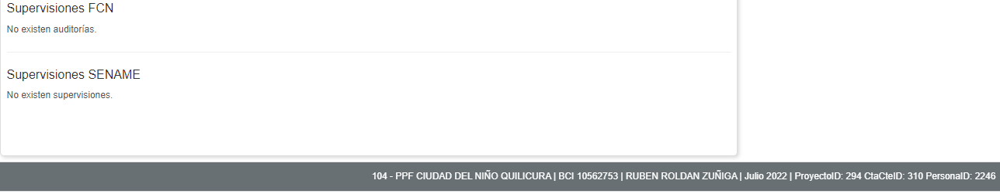 Supervisiones FCN
No existen auditorías.
Supervisiones SENAME
No existen supervisiones.
104 - PPF CIUDAD DEL NIÑO QUILICURA | BCI 10562753 | RUBEN ROLDAN ZUÑIGA | Julio 2022 | ProyectoID: 294 CtaCteID: 310 PersonalD: 2246